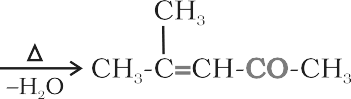 CH₃
Δ
CH₃-C=CH-CO-CH₃
–H₂O